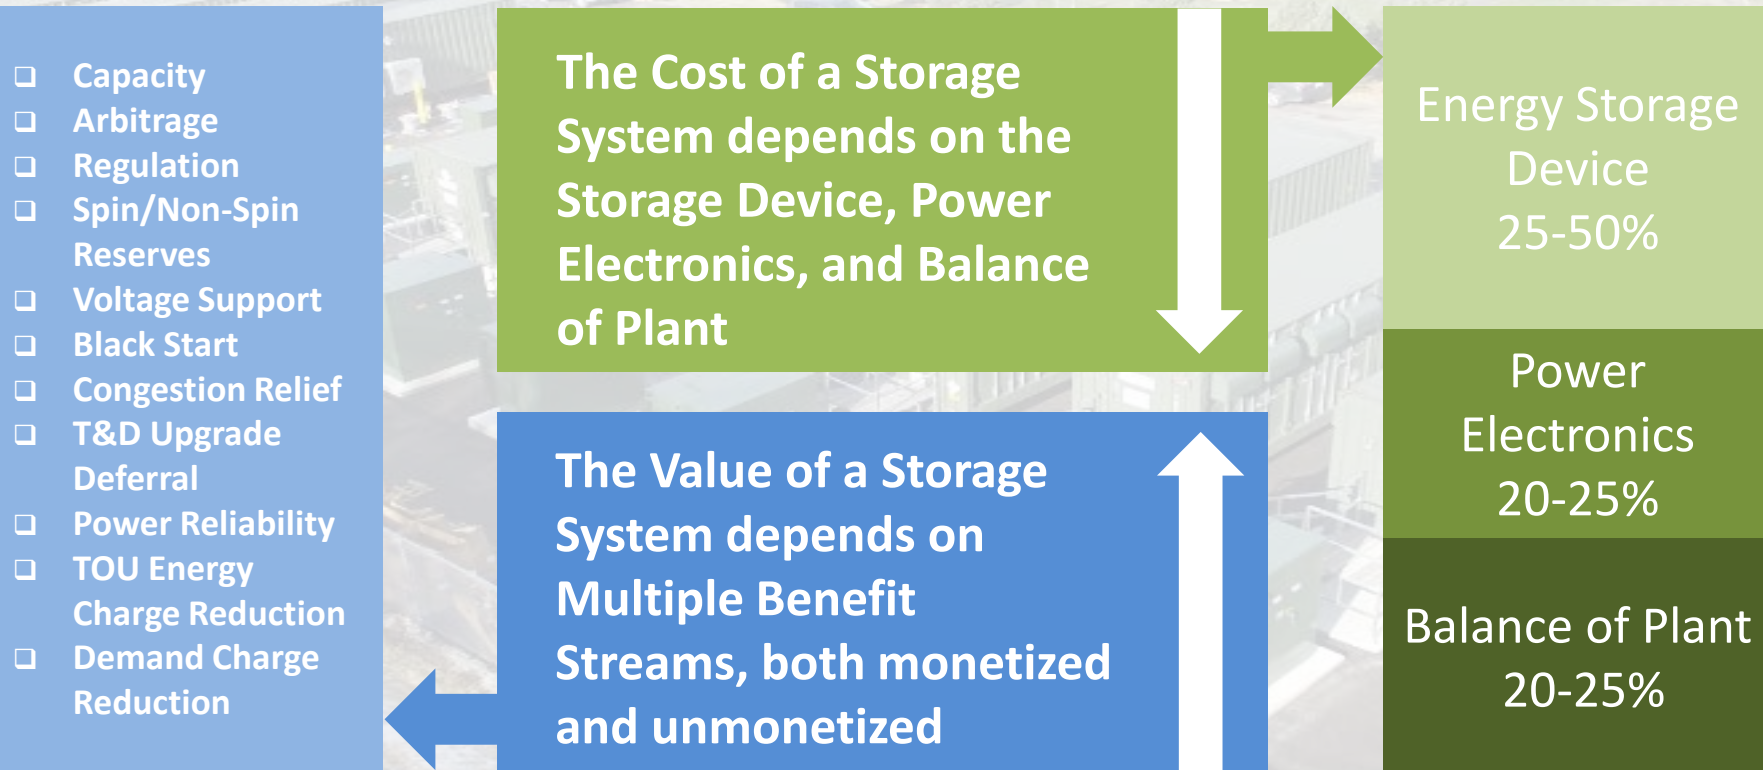 Capacity
Arbitrage
Regulation
Spin/Non-Spin
Reserves
Voltage Support
Black Start
Congestion Relief
T&D Upgrade
Deferral
Power Reliability
TOU Energy
Charge Reduction
Demand Charge
Reduction
The Cost of a Storage
System depends on the
Storage Device, Power
Electronics, and Balance
of Plant
The Value of a Storage
System depends on
Multiple Benefit
Streams, both monetized
and unmonetized
Energy Storage
Device
25-50%
Power
Electronics
20-25%
Balance of Plant
20-25%